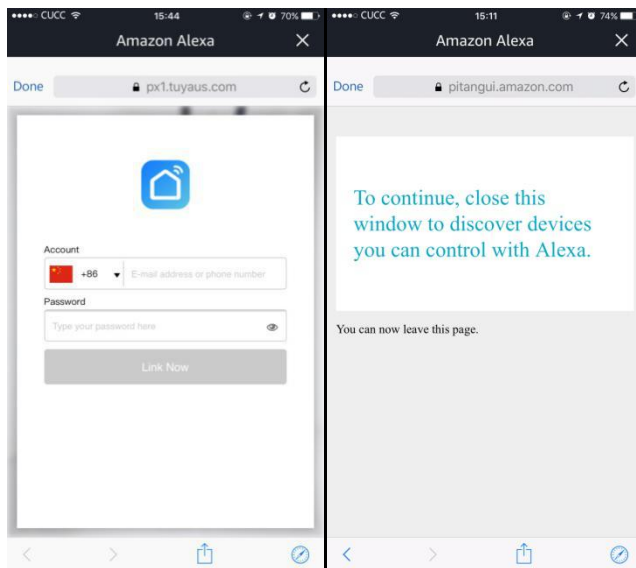 CUCC 15:44 70%
Amazon Alexa
Done px1.tuyaus.com
Account
+86 E-mail address or phone number
Password
Type your password here
Link Now
CUCC 15:11 74%
Amazon Alexa
Done pitangui.amazon.com
To continue, close this
window to discover devices
you can control with Alexa.
You can now leave this page.